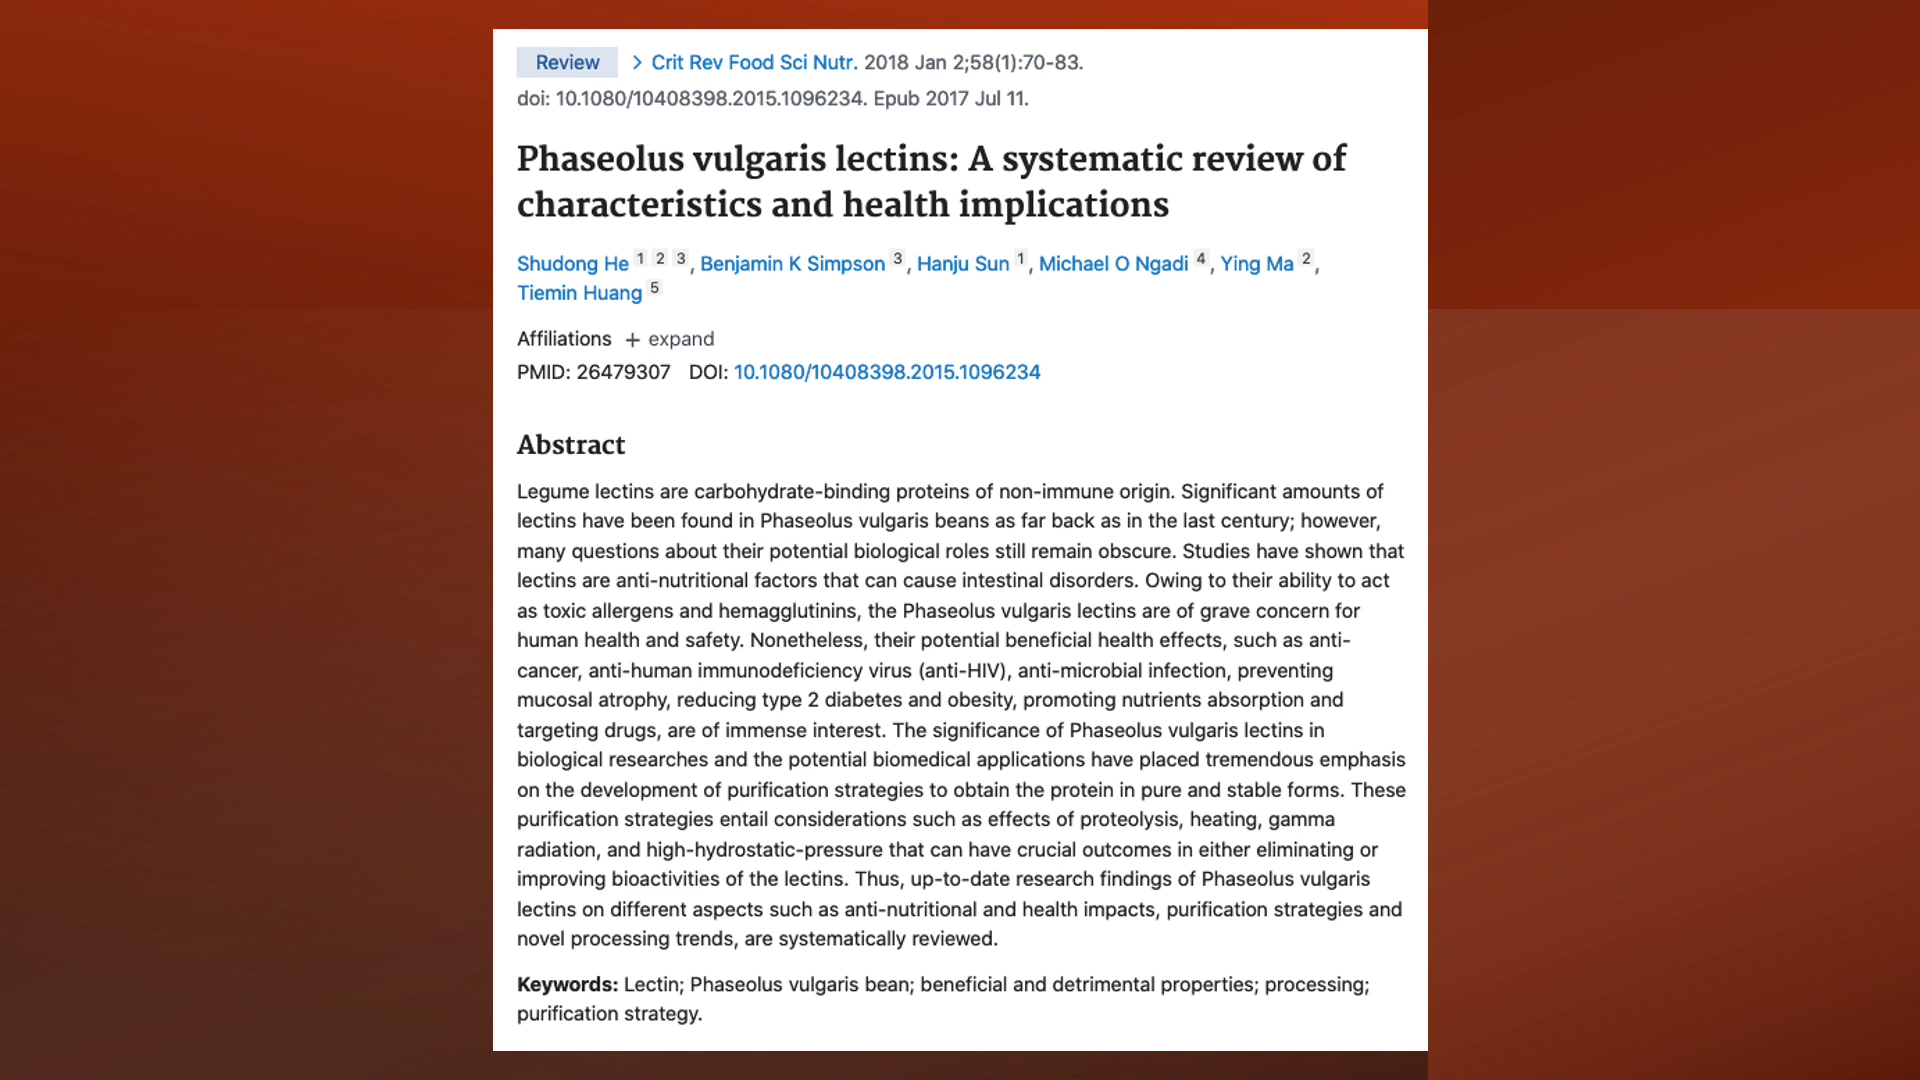 Review > Crit Rev Food Sci Nutr. 2018 Jan 2;58(1):70-83.
doi: 10.1080/10408398.2015.1096234. Epub 2017 Jul 11.
Phaseolus vulgaris lectins: A systematic review of
characteristics and health implications
Shudong He 1 2 3, Benjamin K Simpson 3, Hanju Sun 1, Michael O Ngadi 4, Ying Ma 2,
Tiemin Huang 5
Affiliations + expand
PMID: 26479307 DOI: 10.1080/10408398.2015.1096234
Abstract
Legume lectins are carbohydrate-binding proteins of non-immune origin. Significant amounts of
lectins have been found in Phaseolus vulgaris beans as far back as in the last century; however,
many questions about their potential biological roles still remain obscure. Studies have shown that
lectins are anti-nutritional factors that can cause intestinal disorders. Owing to their ability to act
as toxic allergens and hemagglutinins, the Phaseolus vulgaris lectins are of grave concern for
human health and safety. Nonetheless, their potential beneficial health effects, such as anti-
cancer, anti-human immunodeficiency virus (anti-HIV), anti-microbial infection, preventing
mucosal atrophy, reducing type 2 diabetes and obesity, promoting nutrients absorption and
targeting drugs, are of immense interest. The significance of Phaseolus vulgaris lectins in
biological researches and the potential biomedical applications have placed tremendous emphasis
on the development of purification strategies to obtain the protein in pure and stable forms. These
purification strategies entail considerations such as effects of proteolysis, heating, gamma
radiation, and high-hydrostatic-pressure that can have crucial outcomes in either eliminating or
improving bioactivities of the lectins. Thus, up-to-date research findings of Phaseolus vulgaris
lectins on different aspects such as anti-nutritional and health impacts, purification strategies and
novel processing trends, are systematically reviewed.
Keywords: Lectin; Phaseolus vulgaris bean; beneficial and detrimental properties; processing;
purification strategy.